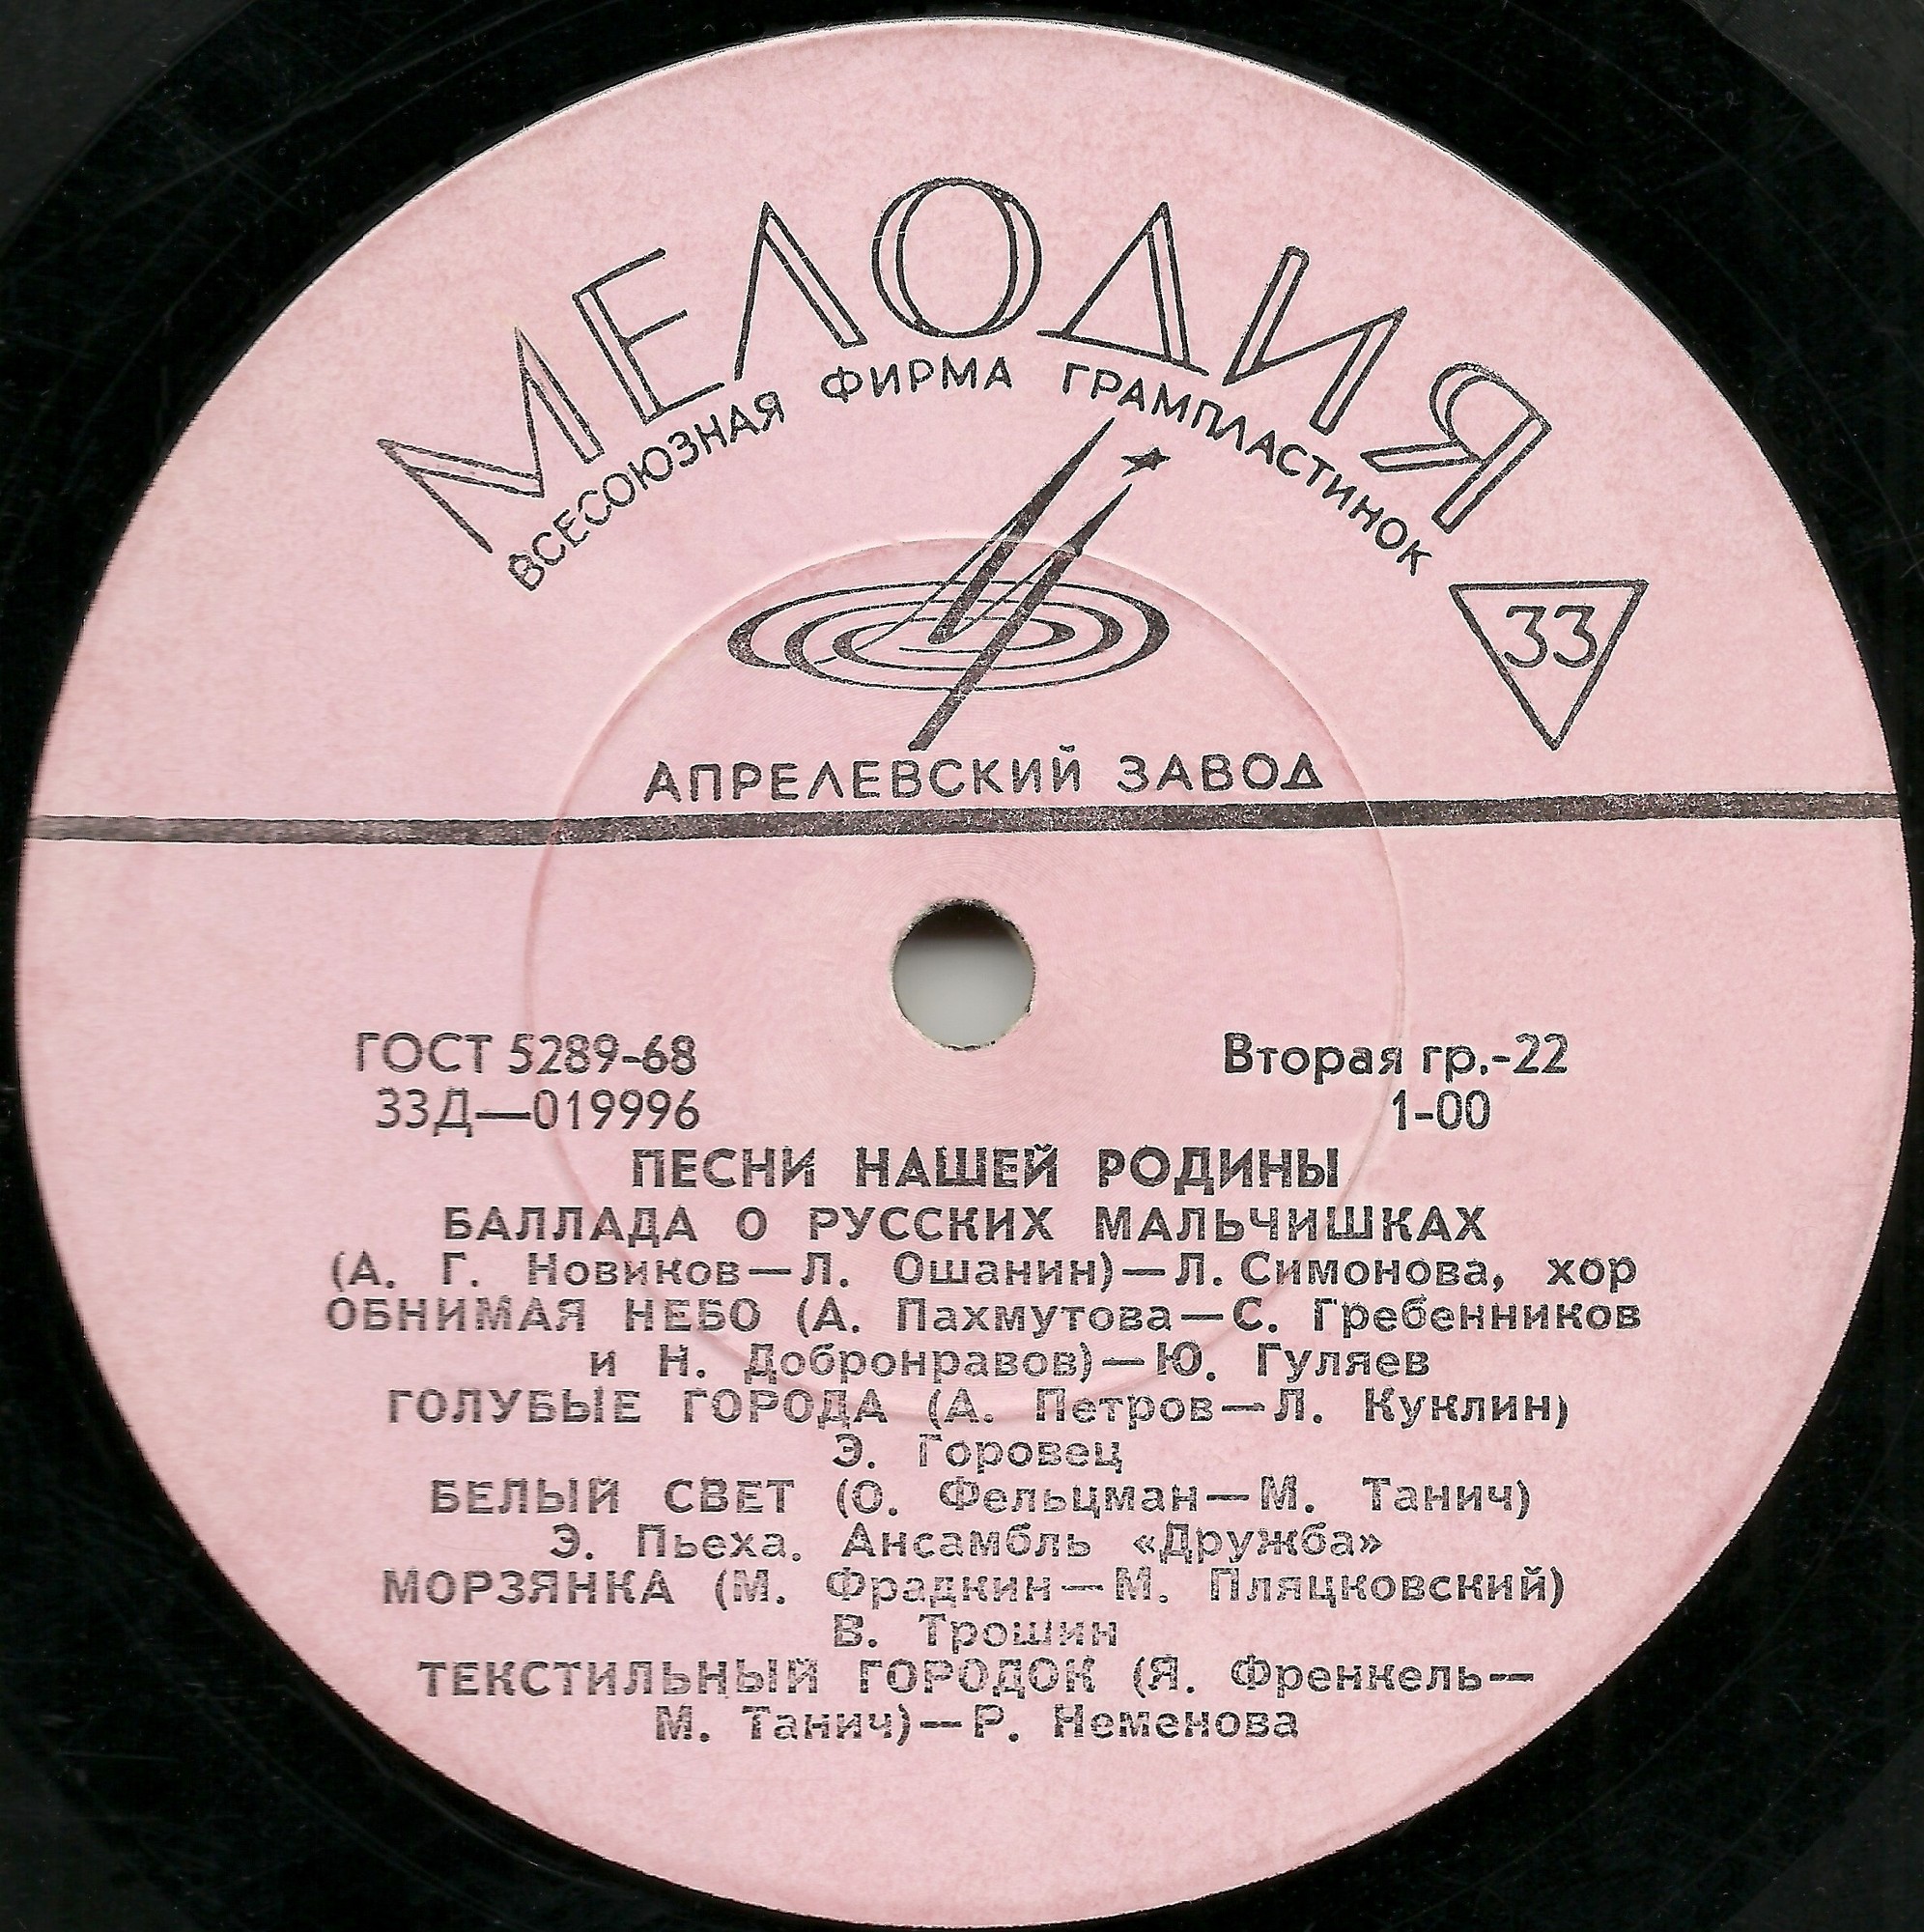 МЕЛОДИЯ
ВСЕСОЮЗНАЯ ФИРМА ГРАМПЛАСТИНОК
33
АПРЕЛЕВСКИЙ ЗАВОД
ГОСТ 5289-68
Вторая гр.-22
33Д—019996
1-00
ПЕСНИ НАШЕЙ РОДИНЫ
БАЛЛАДА О РУССКИХ МАЛЬЧИШКАХ
(А. Г. Новиков—Л. Ошанин)—Л. Симонова, хор
ОБНИМАЯ НЕБО (А. Пахмутова—С. Гребенников
и Н. Добронравов)—Ю. Гуляев
ГОЛУБЫЕ ГОРОДА (А. Петров—Л. Куклин)
Э. Горовец
БЕЛЫЙ СВЕТ (О. Фельцман—М. Танич)
Э. Пьеха. Ансамбль «Дружба»
МОРЗЯНКА (М. Фрадкин—М. Пляцковский)
В. Трошин
ТЕКСТИЛЬНЫЙ ГОРОДОК (Я. Френкель—
М. Танич)—Р. Неменова